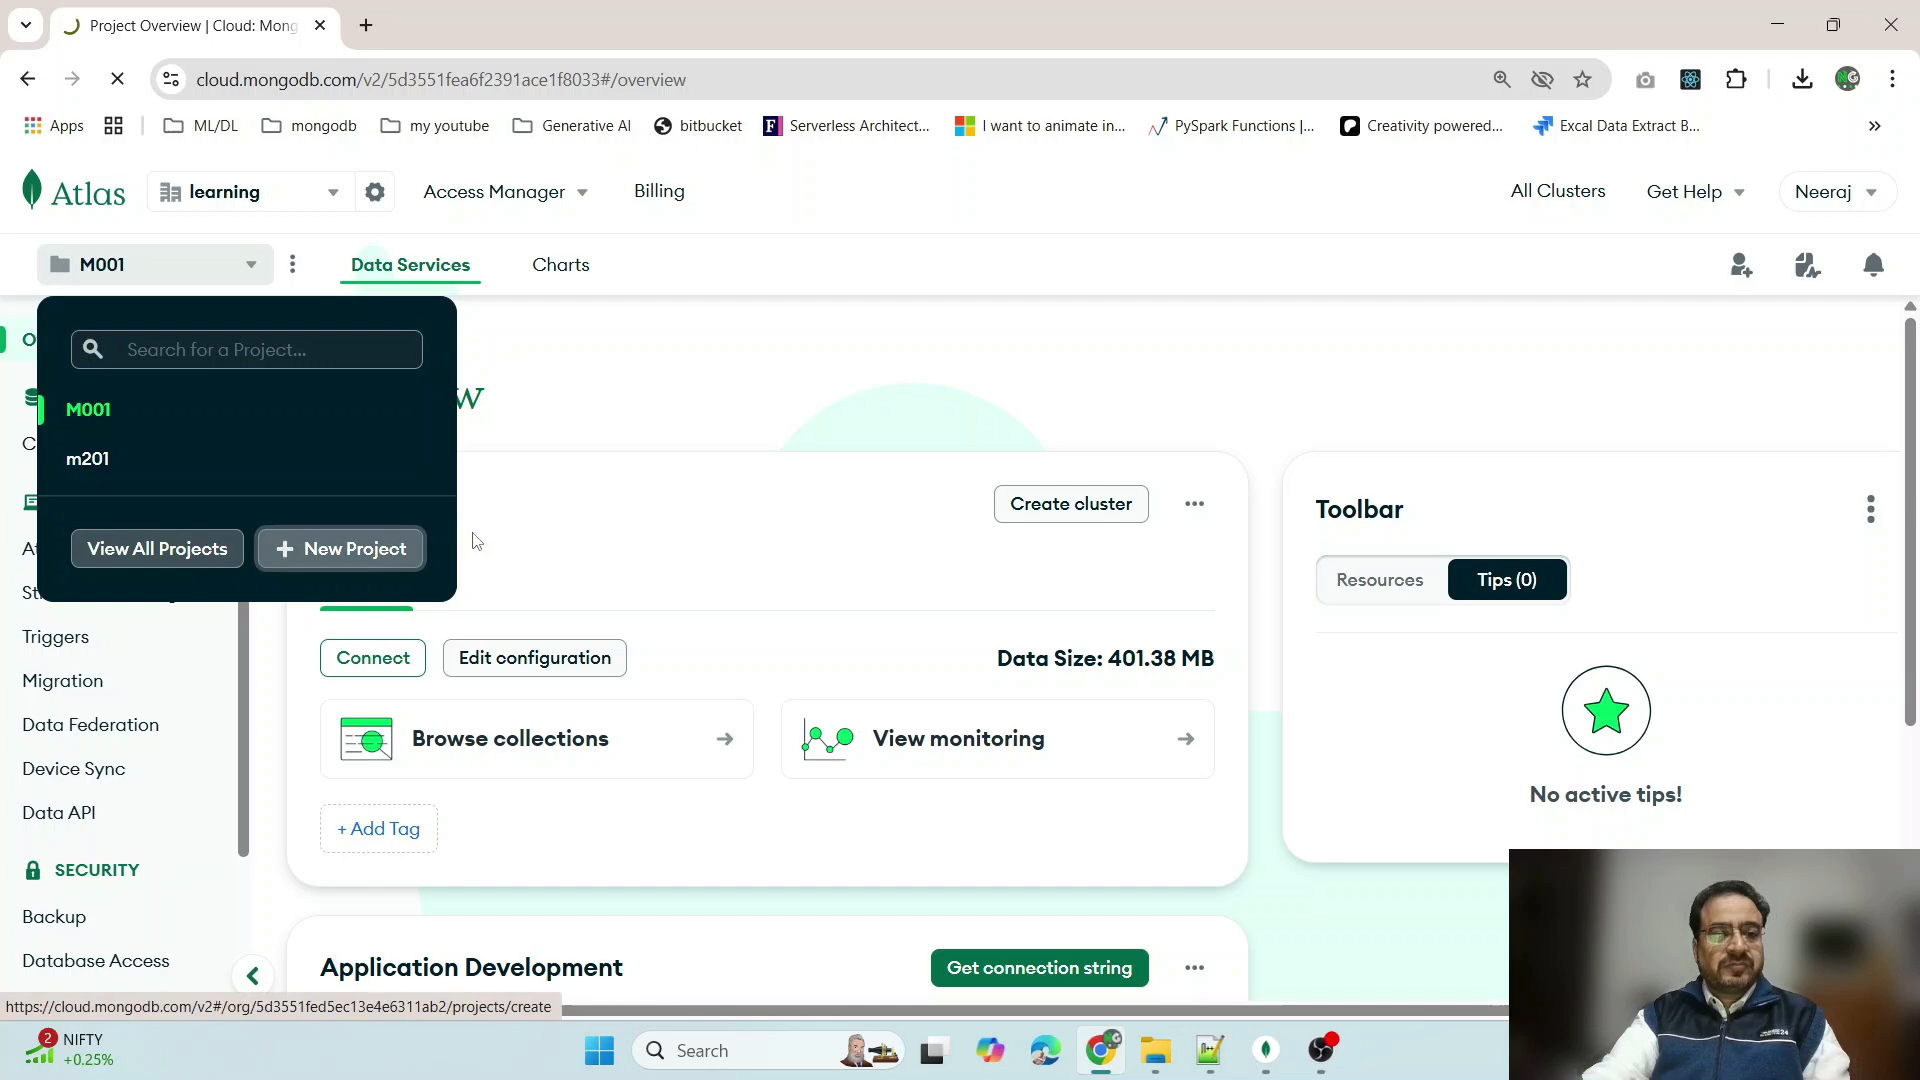 Project Overview | Cloud: Mong
cloud.mongodb.com/v2/5d3551fea6f2391ace1f8033#/overview
Apps
ML/DL
mongodb
my youtube
Generative AI
bitbucket
Serverless Architect...
I want to animate in...
PySpark Functions |...
Creativity powered...
Excal Data Extract B...
Atlas
learning
Access Manager
Billing
All Clusters
Get Help
Neeraj
M001
Data Services
Charts
Search for a Project...
M001
m201
View All Projects
+ New Project
Create cluster
Toolbar
Resources
Tips (0)
Connect
Edit configuration
Data Size: 401.38 MB
Browse collections
View monitoring
+ Add Tag
No active tips!
Triggers
Migration
Data Federation
Device Sync
Data API
SECURITY
Backup
Database Access
Application Development
Get connection string
https://cloud.mongodb.com/v2#/org/5d3551fed5ec13e4e6311ab2/projects/create
2
NIFTY
+0.25%
Search